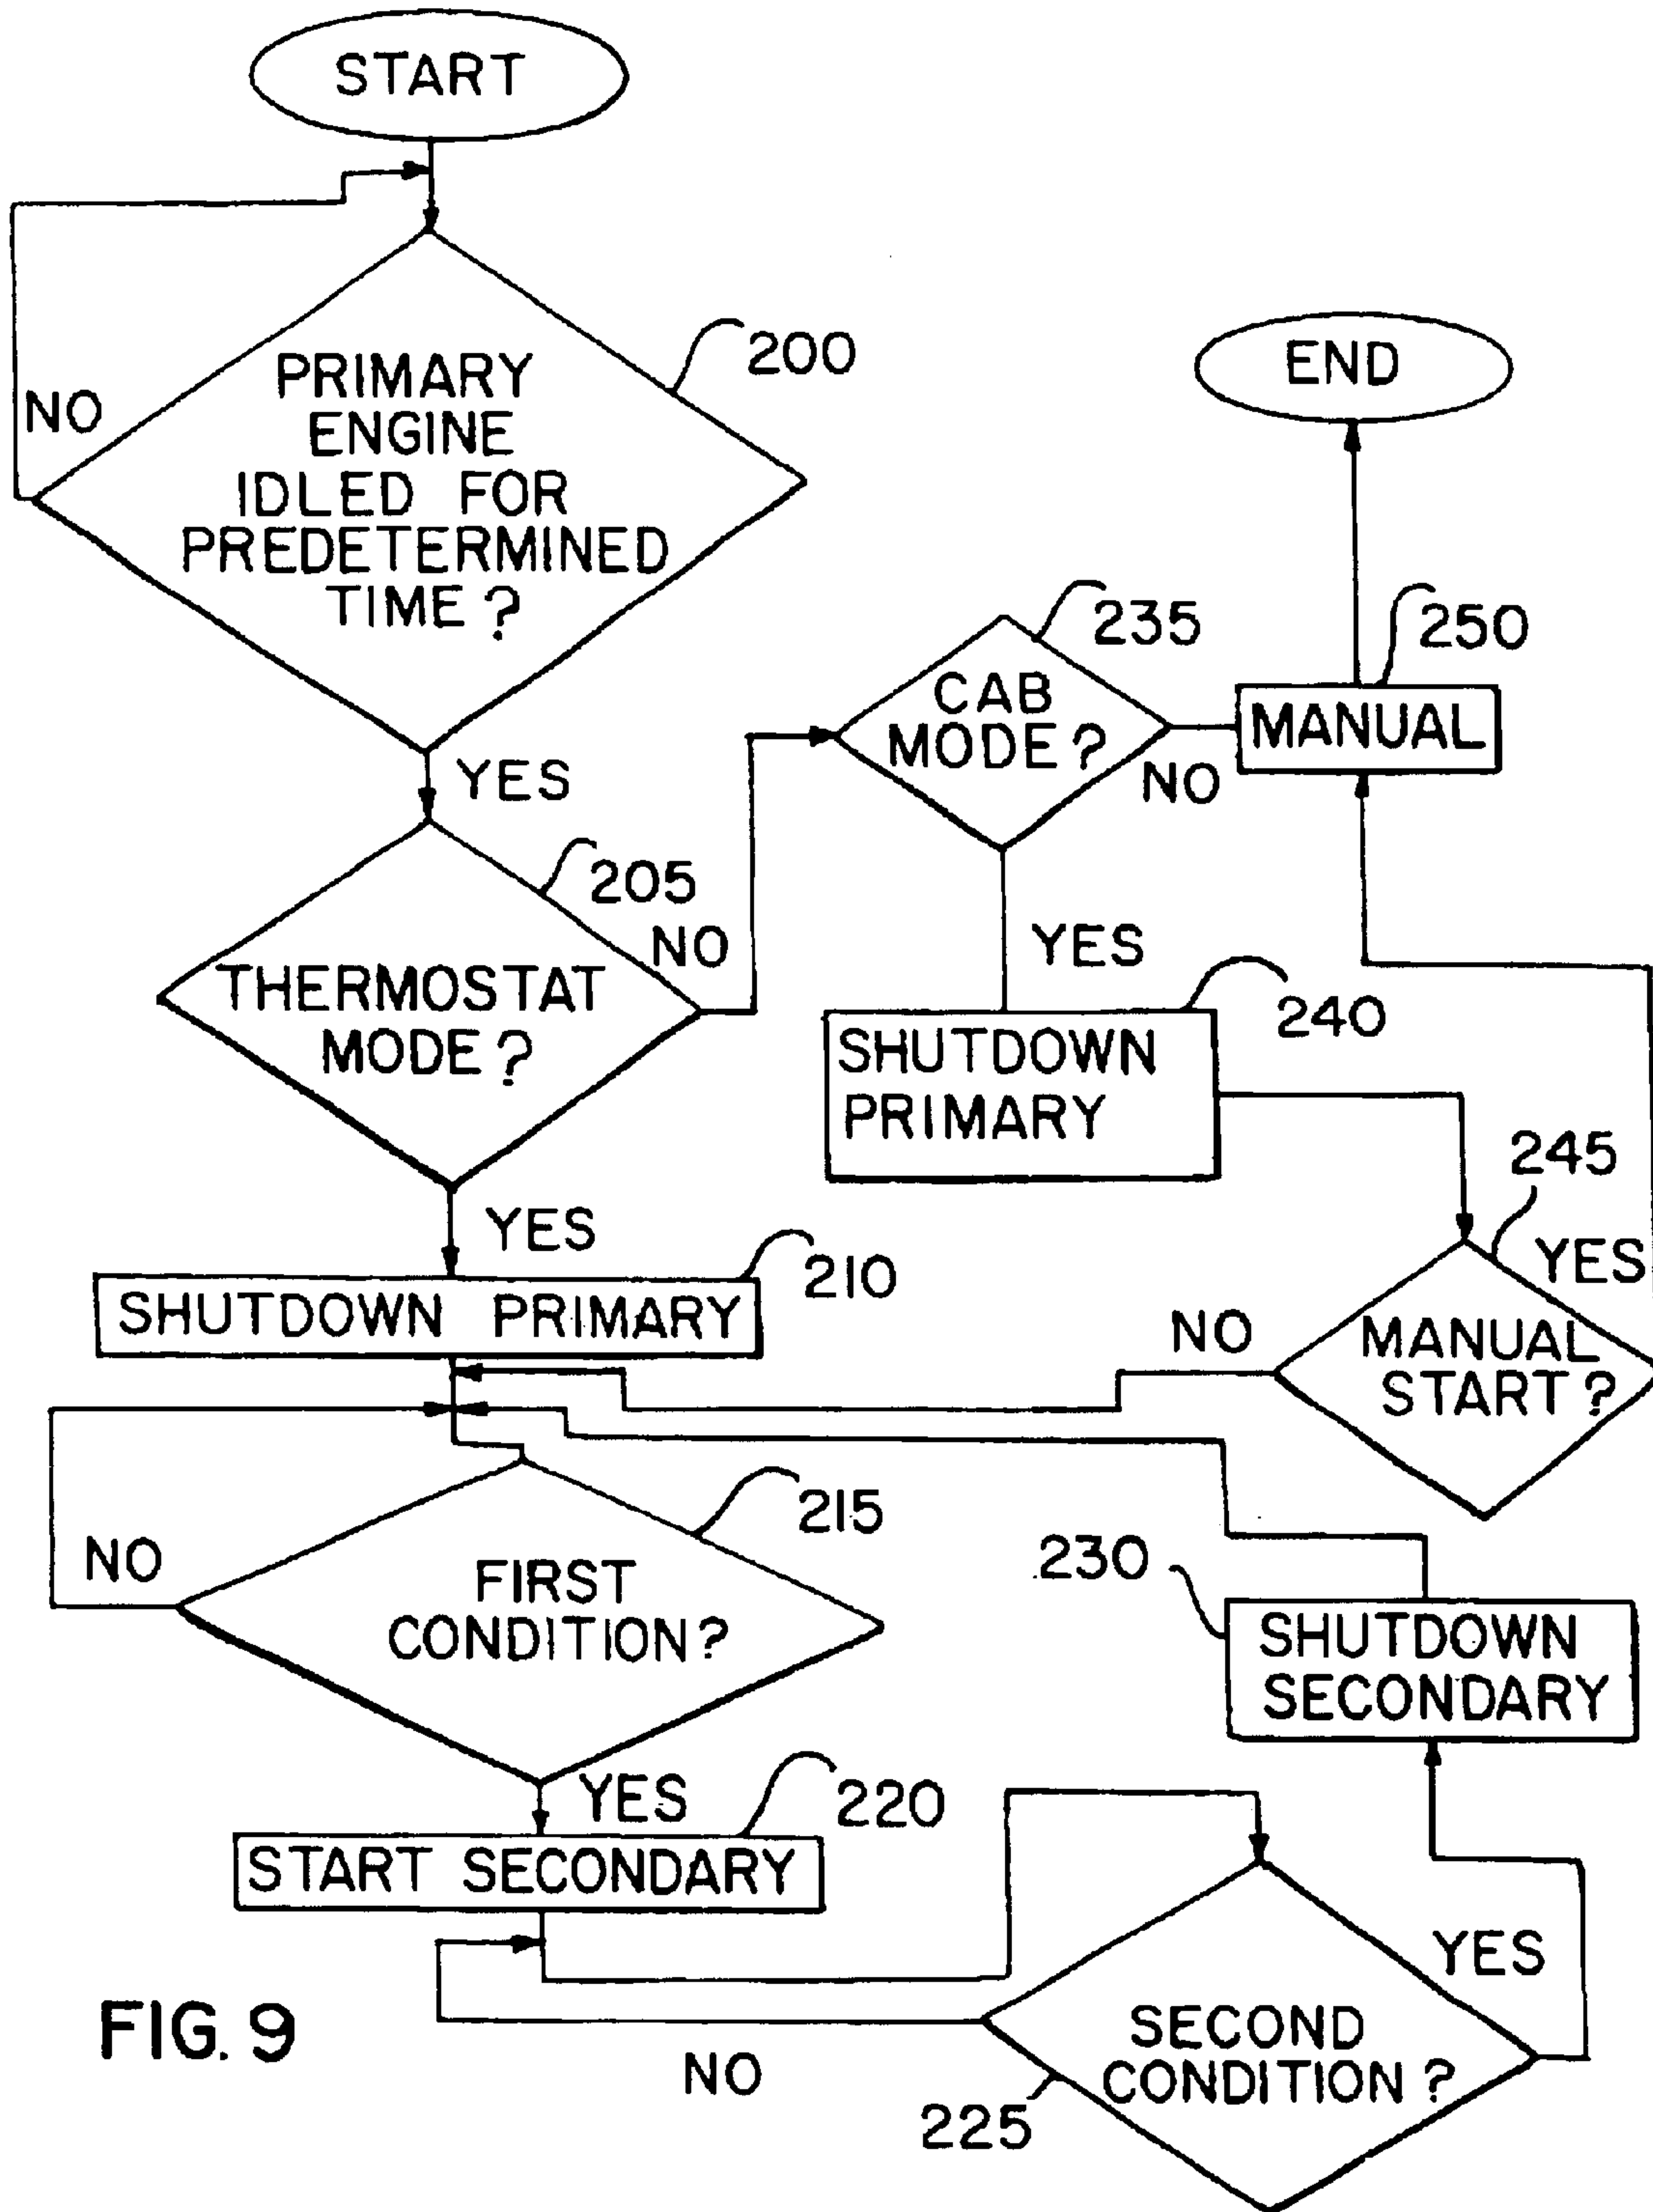 START
NO
200
PRIMARY
ENGINE
IDLED FOR
PREDETERMINED
TIME?
YES
205
THERMOSTAT
MODE?
NO
YES
210
SHUTDOWN PRIMARY
NO
215
FIRST
CONDITION?
YES
220
START SECONDARY
235
CAB
MODE?
NO
YES
END
250
MANUAL
240
SHUTDOWN
PRIMARY
245
YES
NO
MANUAL
START?
230
SHUTDOWN
SECONDARY
YES
SECOND
CONDITION?
NO
225
FIG. 9